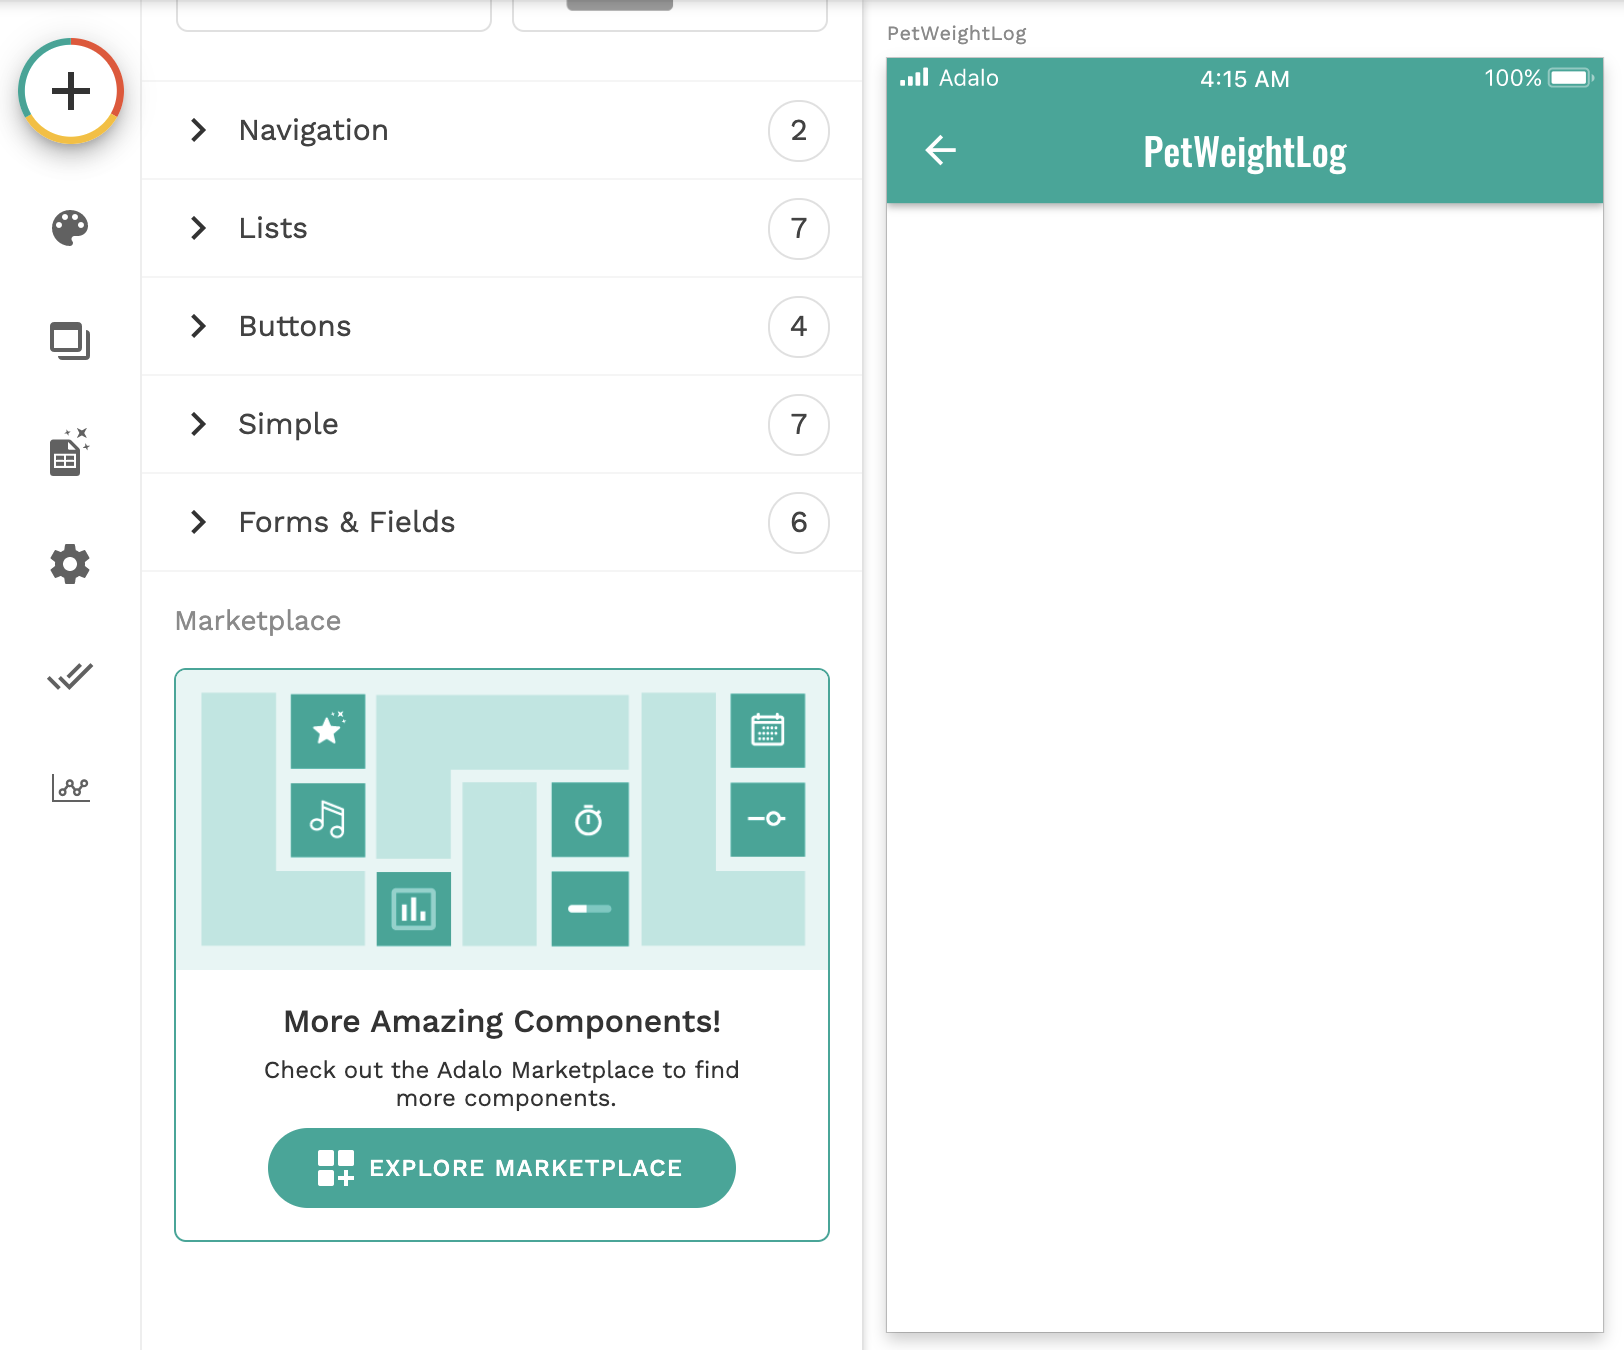 Navigation
2
Lists
7
Buttons
4
Simple
7
Forms & Fields
6
Marketplace
More Amazing Components!
Check out the Adalo Marketplace to find
more components.
EXPLORE MARKETPLACE
PetWeightLog
Adalo
4:15 AM
100%
PetWeightLog